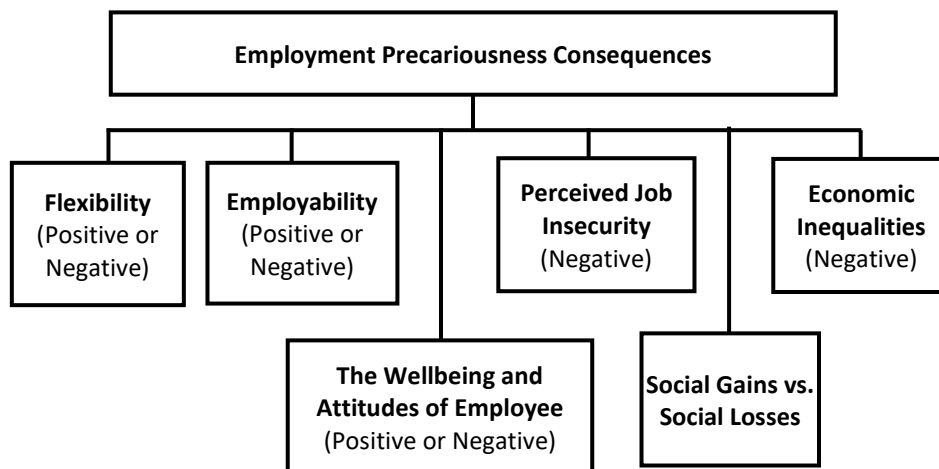 Employment Precariousness Consequences
Flexibility
(Positive or
Negative)
Employability
(Positive or
Negative)
Perceived Job
Insecurity
(Negative)
Economic
Inequalities
(Negative)
The Wellbeing and
Attitudes of Employee
(Positive or Negative)
Social Gains vs.
Social Losses